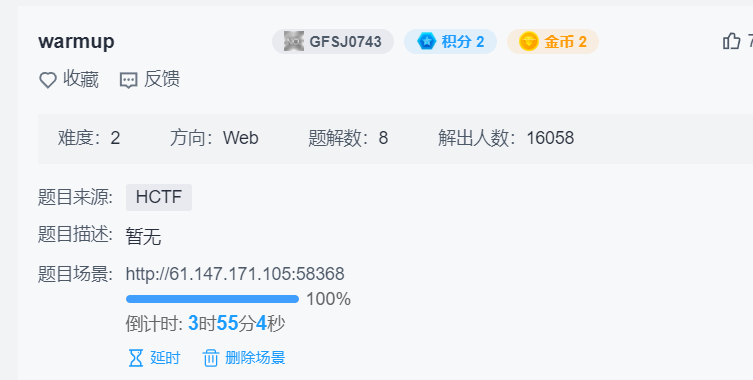 warmup GFSJ0743 积分 2 金币 2
收藏 反馈
难度：2 方向：Web 题解数：8 解出人数：16058
题目来源: HCTF
题目描述: 暂无
题目场景: http://61.147.171.105:58368
100%
倒计时: 3时55分4秒
延时 删除场景